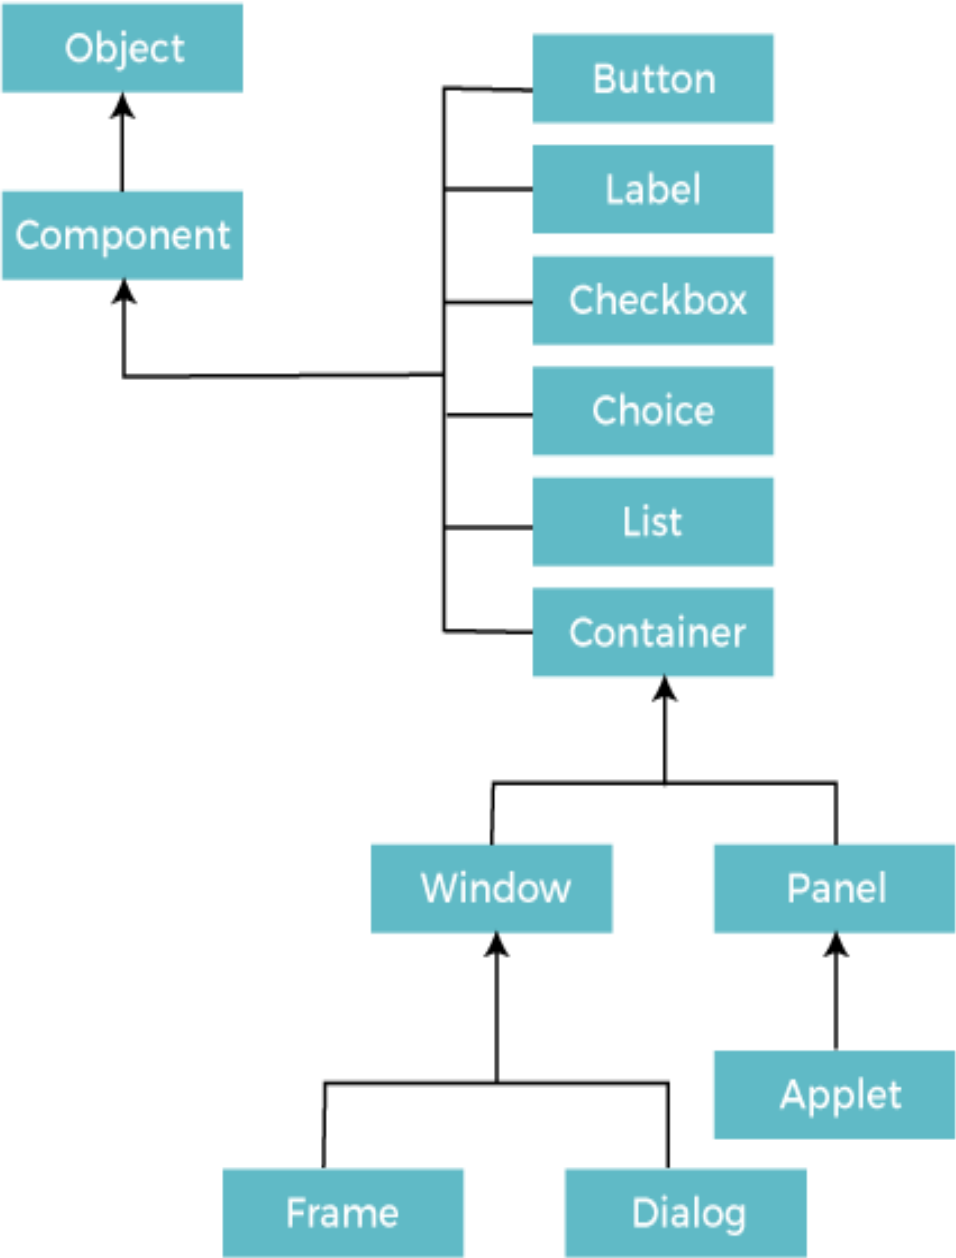 Object
Component
Button
Label
Checkbox
Choice
List
Container
Window
Panel
Applet
Frame
Dialog